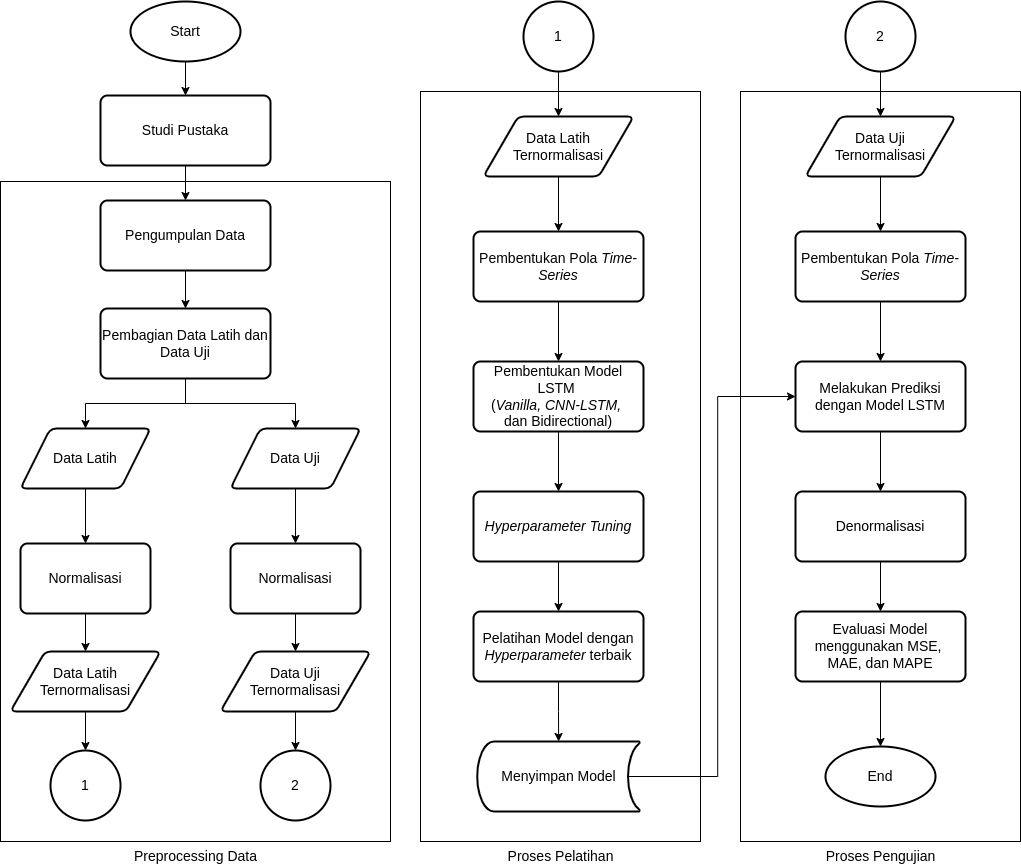 Start
Studi Pustaka
Pengumpulan Data
Pembagian Data Latih dan
Data Uji
Data Latih
Data Uji
Normalisasi
Normalisasi
Data Latih
Ternormalisasi
Data Uji
Ternormalisasi
1
2
Preprocessing Data
1
Data Latih
Ternormalisasi
Pembentukan Pola Time-
Series
Pembentukan Model
LSTM
(Vanilla, CNN-LSTM,
dan Bidirectional)
Hyperparameter Tuning
Pelatihan Model dengan
Hyperparameter terbaik
Menyimpan Model
Proses Pelatihan
2
Data Uji
Ternormalisasi
Pembentukan Pola Time-
Series
Melakukan Prediksi
dengan Model LSTM
Denormalisasi
Evaluasi Model
menggunakan MSE,
MAE, dan MAPE
End
Proses Pengujian